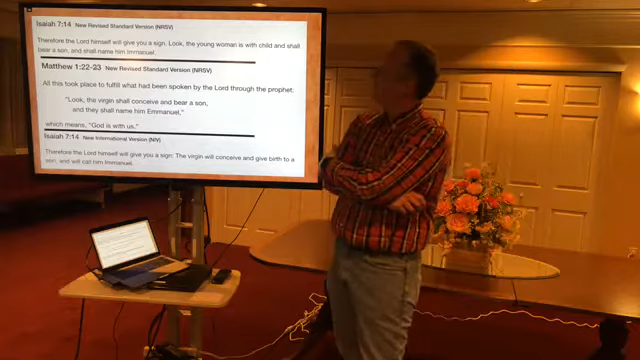 Isaiah 7:14 New Revised Standard Version (NRSV)
Therefore the Lord himself will give you a sign. Look, the young woman is with child and shall
bear a son, and shall name him Immanuel.
Matthew 1:22-23 New Revised Standard Version (NRSV)
All this took place to fulfill what had been spoken by the Lord through the prophet:
"Look, the virgin shall conceive and bear a son,
and they shall name him Emmanuel,"
which means, "God is with us."
Isaiah 7:14 New International Version (NIV)
Therefore the Lord himself will give you a sign: The virgin will conceive and give birth to a
son, and will call him Immanuel.